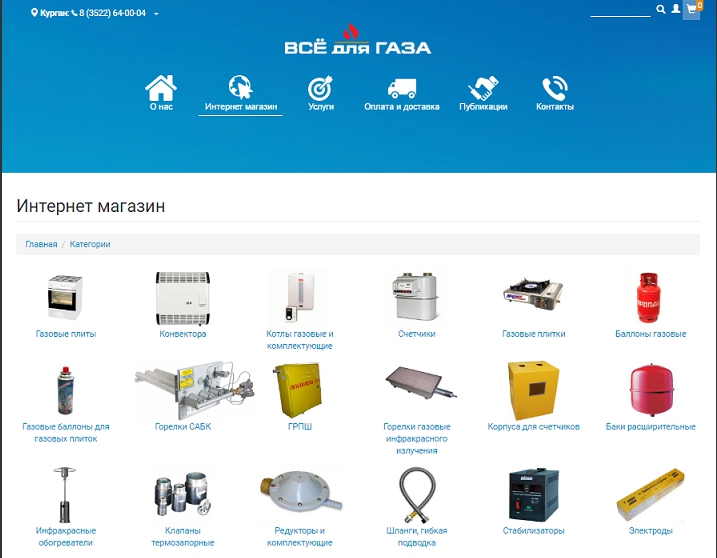 Курган: 8 (3522) 64-00-04
0
ВСЁ для ГАЗА
О нас
Интернет магазин
Услуги
Оплата и доставка
Публикации
Контакты
Интернет магазин
Главная / Категории
Газовые плиты
Конвектора
Котлы газовые и
комплектующие
Счетчики
Газовые плитки
Баллоны газовые
ПРОПАН
Газовые баллоны для
газовых плиток
Горелки САБК
ГРПШ
Горелки газовые
инфракрасного
излучения
Корпуса для счетчиков
Баки расширительные
Инфракрасные
обогреватели
Клапаны
термозапорные
Редукторы и
комплектующие
Шланги, гибкая
подводка
Стабилизаторы
Электроды